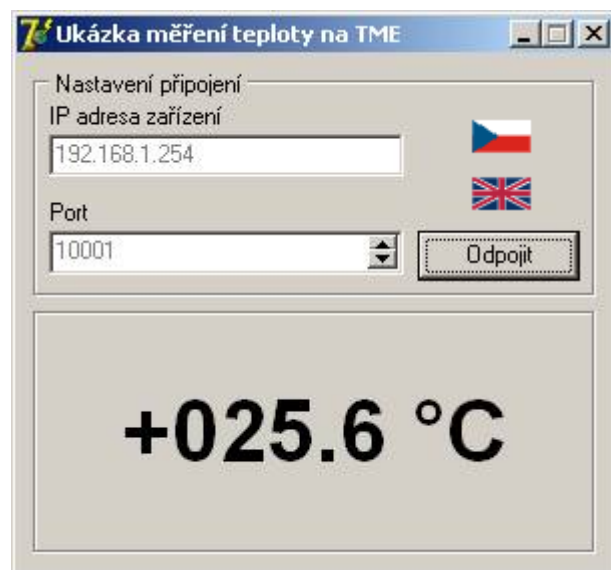 Ukázka měření teploty na TME
Nastavení připojení
IP adresa zařízení
192.168.1.254
Port
10001
Odpojit
+025.6 °C